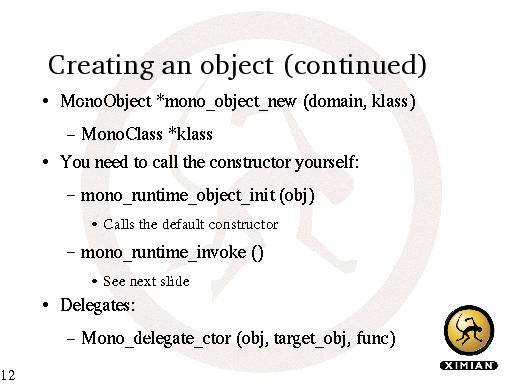 Creating an object (continued)
• MonoObject *mono_object_new (domain, klass)
– MonoClass *klass
• You need to call the constructor yourself:
– mono_runtime_object_init (obj)
• Calls the default constructor
– mono_runtime_invoke ()
• See next slide
• Delegates:
– Mono_delegate_ctor (obj, target_obj, func)
XIMIAN
12